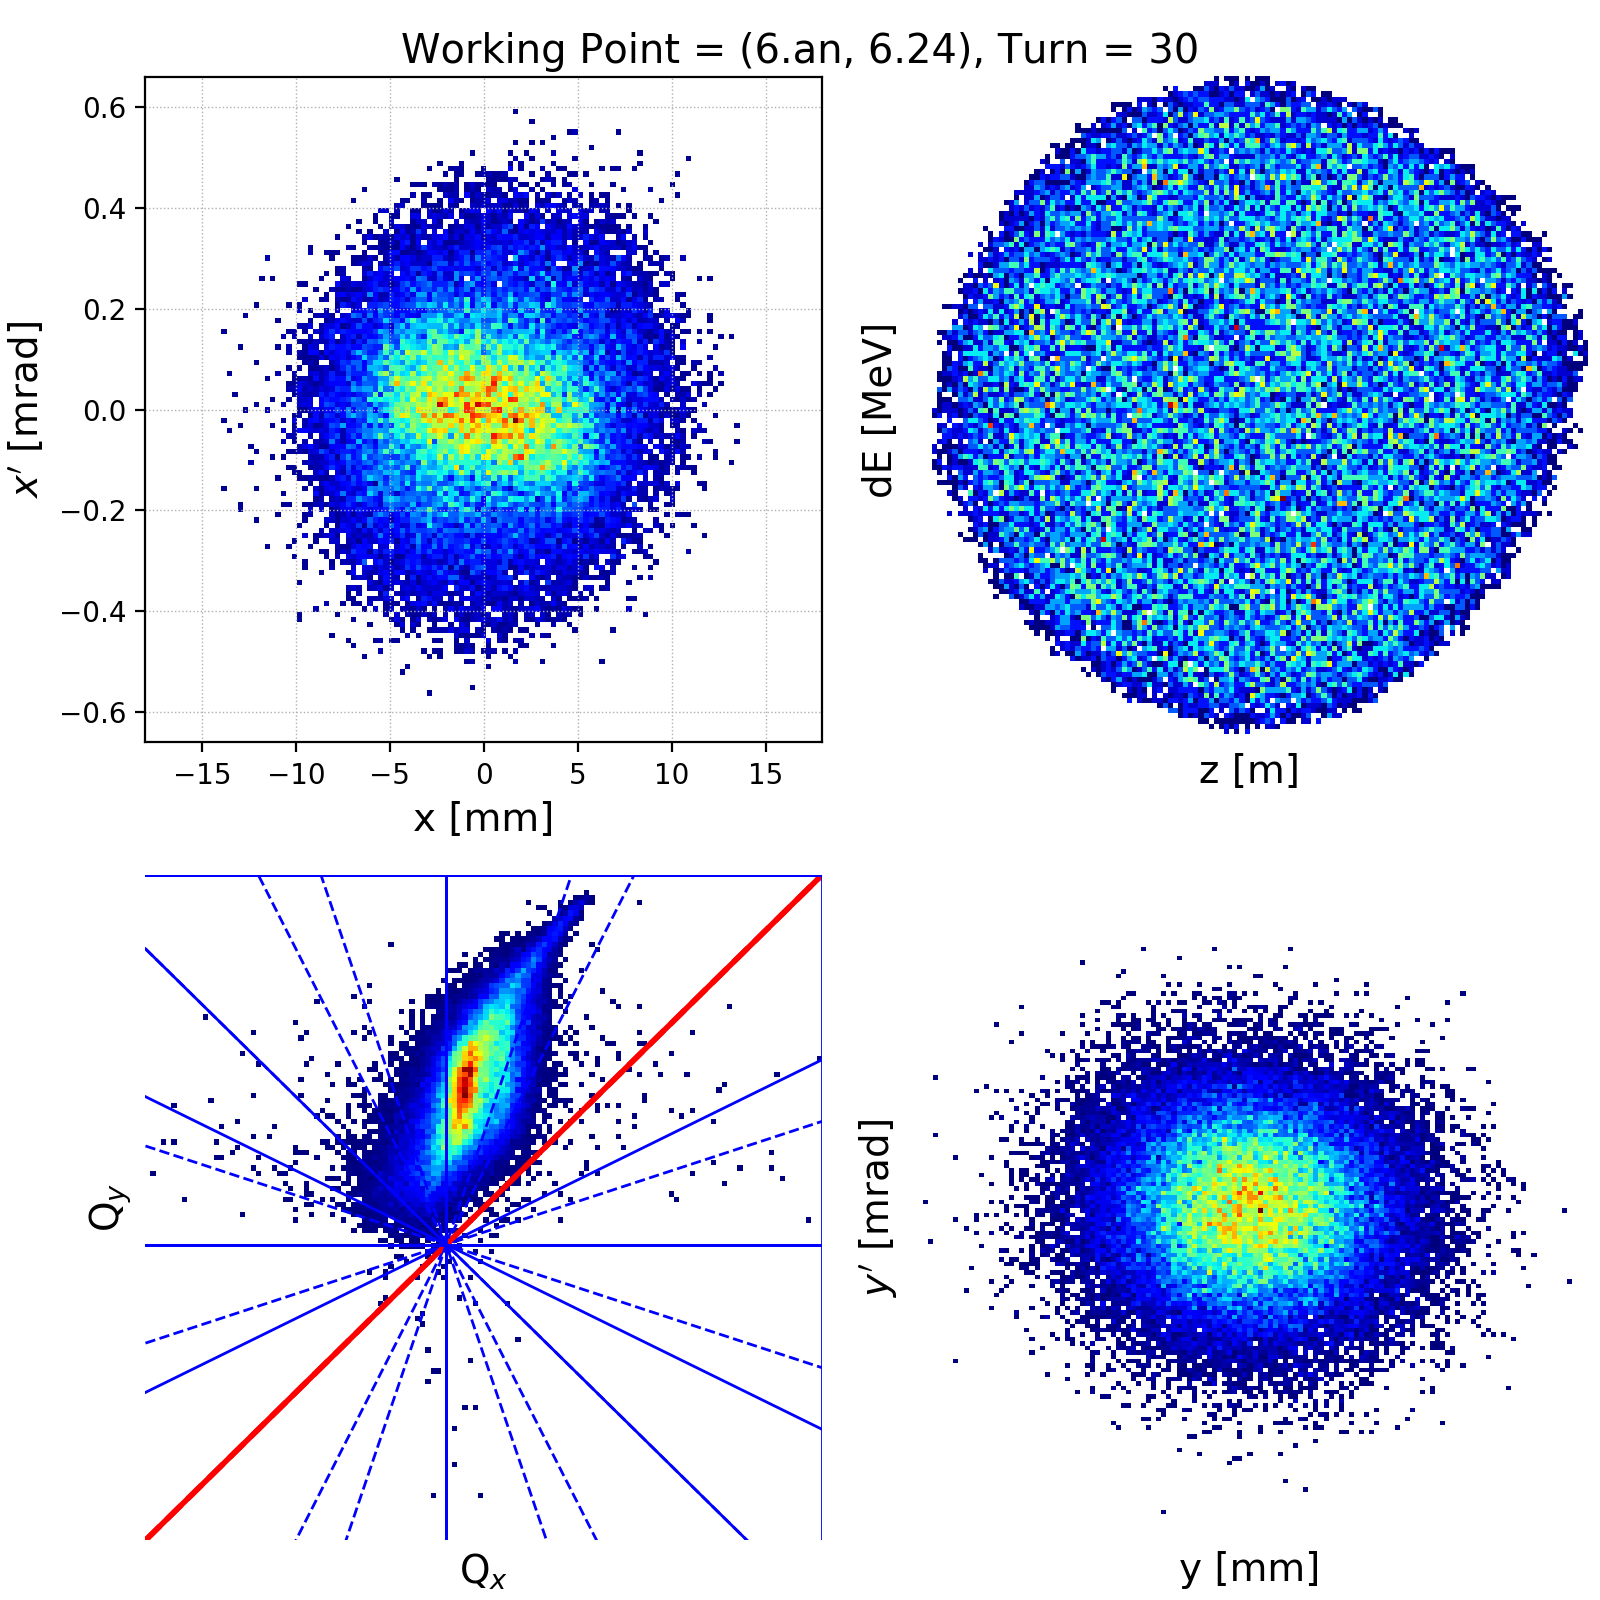 Working Point = (6.an, 6.24), Turn = 30
x′ [mrad]
0.6
0.4
0.2
0.0
−0.2
−0.4
−0.6
−15
−10
−5
0
5
10
15
x [mm]
dE [MeV]
z [m]
Qy
Qx
y′ [mrad]
y [mm]